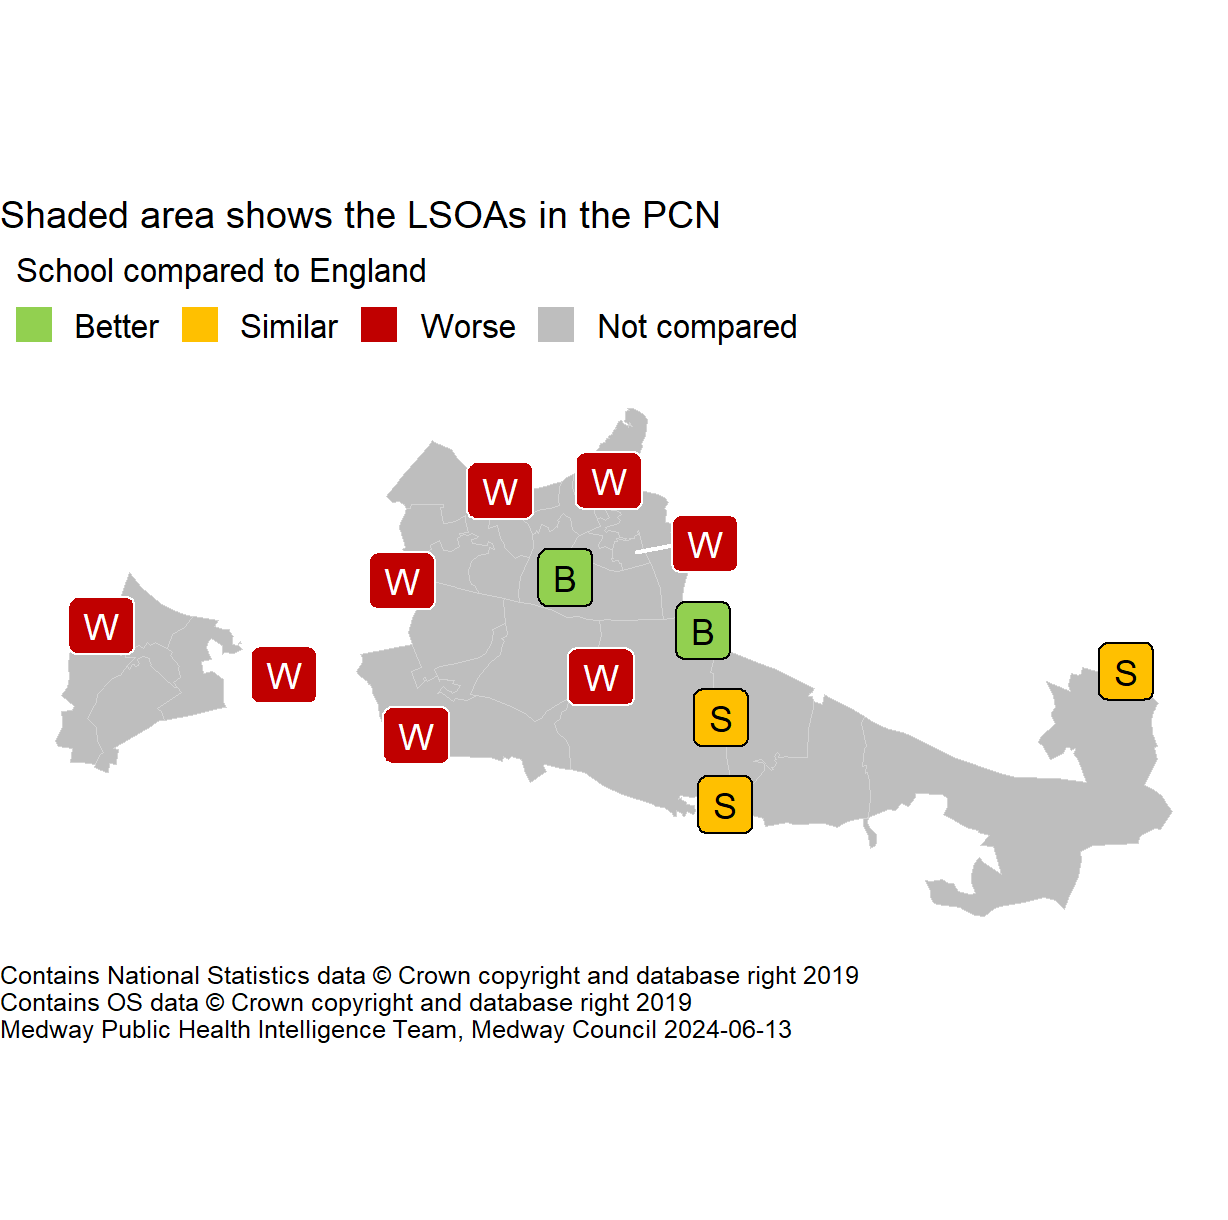 Shaded area shows the LSOAs in the PCN
School compared to England
Better Similar Worse Not compared
W
W
W
B
W
W
B
W
W
S
S
W
S
Contains National Statistics data © Crown copyright and database right 2019
Contains OS data © Crown copyright and database right 2019
Medway Public Health Intelligence Team, Medway Council 2024-06-13